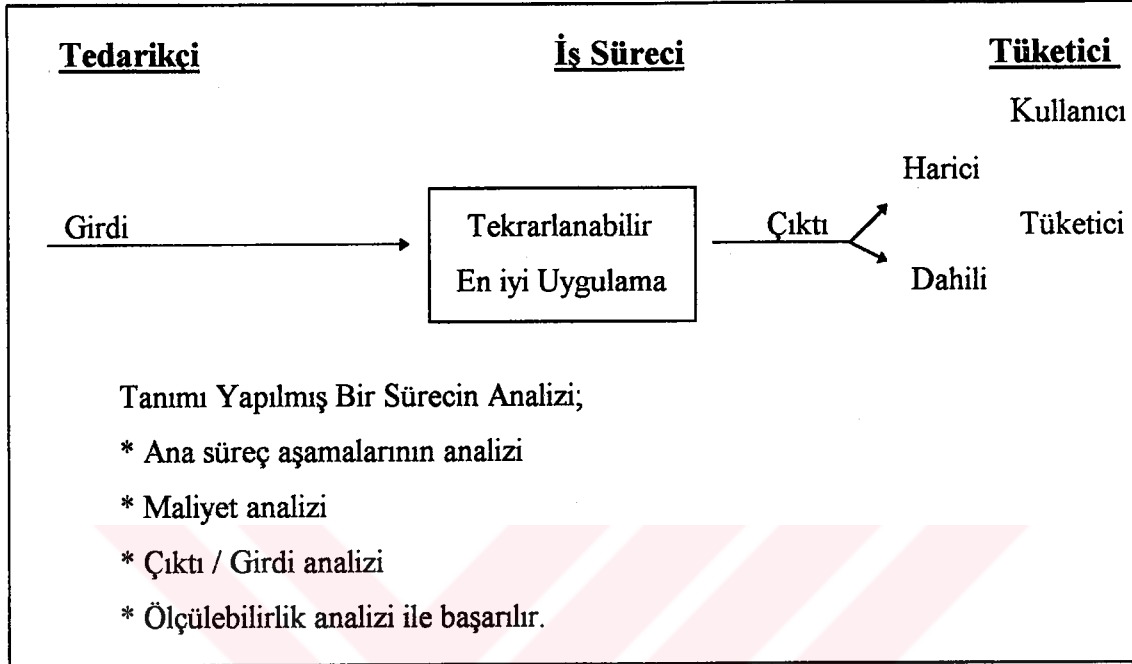 Tedarikçi İş Süreci Tüketici
Kullanıcı
Harici
Girdi Tekrarlanabilir Çıktı Tüketici
En iyi Uygulama Dahili
Tanımı Yapılmış Bir Sürecin Analizi;
* Ana süreç aşamalarının analizi
* Maliyet analizi
* Çıktı / Girdi analizi
* Ölçülebilirlik analizi ile başarılır.